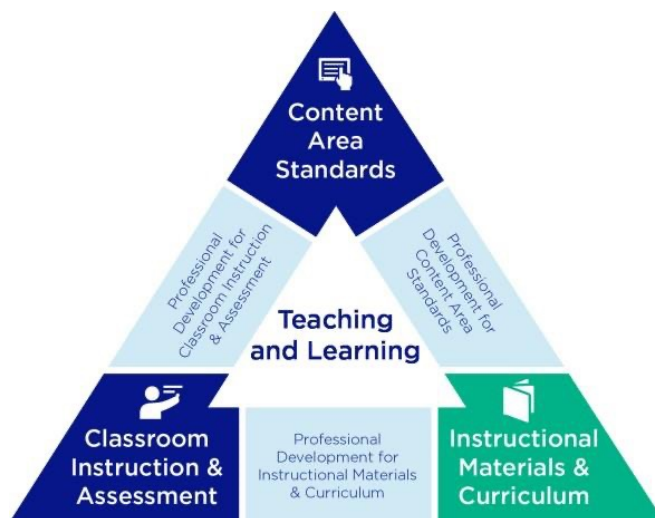 Content
Area
Standards
Professional
Development for
Classroom Instruction
& Assessment
Professional
Development for
Content Area
Standards
Teaching
and Learning
Classroom
Instruction &
Assessment
Professional
Development for
Instructional Materials
& Curriculum
Instructional
Materials &
Curriculum